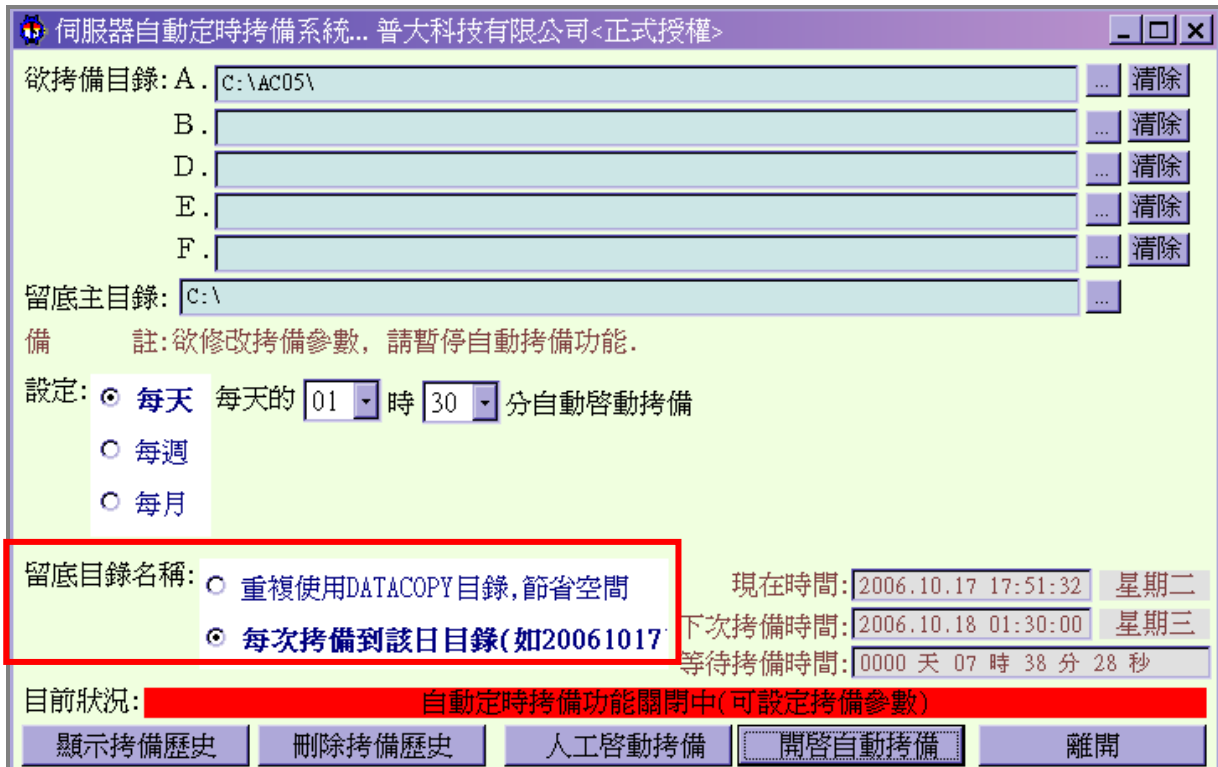 伺服器自動定時拷備系統... 普大科技有限公司<正式授權>
欲拷備目錄: A . C:\AC05\ ... 清除
B . ... 清除
D . ... 清除
E . ... 清除
F . ... 清除
留底主目錄: C:\ ...
備 註:欲修改拷備參數, 請暫停自動拷備功能.
設定: 每天 每天的 01 時 30 分自動啓動拷備
每週
每月
留底目錄名稱: 重複使用DATACOPY目錄,節省空間
每次拷備到該日目錄(如20061017
現在時間: 2006.10.17 17:51:32 星期二
下次拷備時間: 2006.10.18 01:30:00 星期三
等待拷備時間: 0000 天 07 時 38 分 28 秒
目前狀況: 自動定時拷備功能關閉中(可設定拷備參數)
顯示拷備歷史 刪除拷備歷史 人工啓動拷備 開啓自動拷備 離開